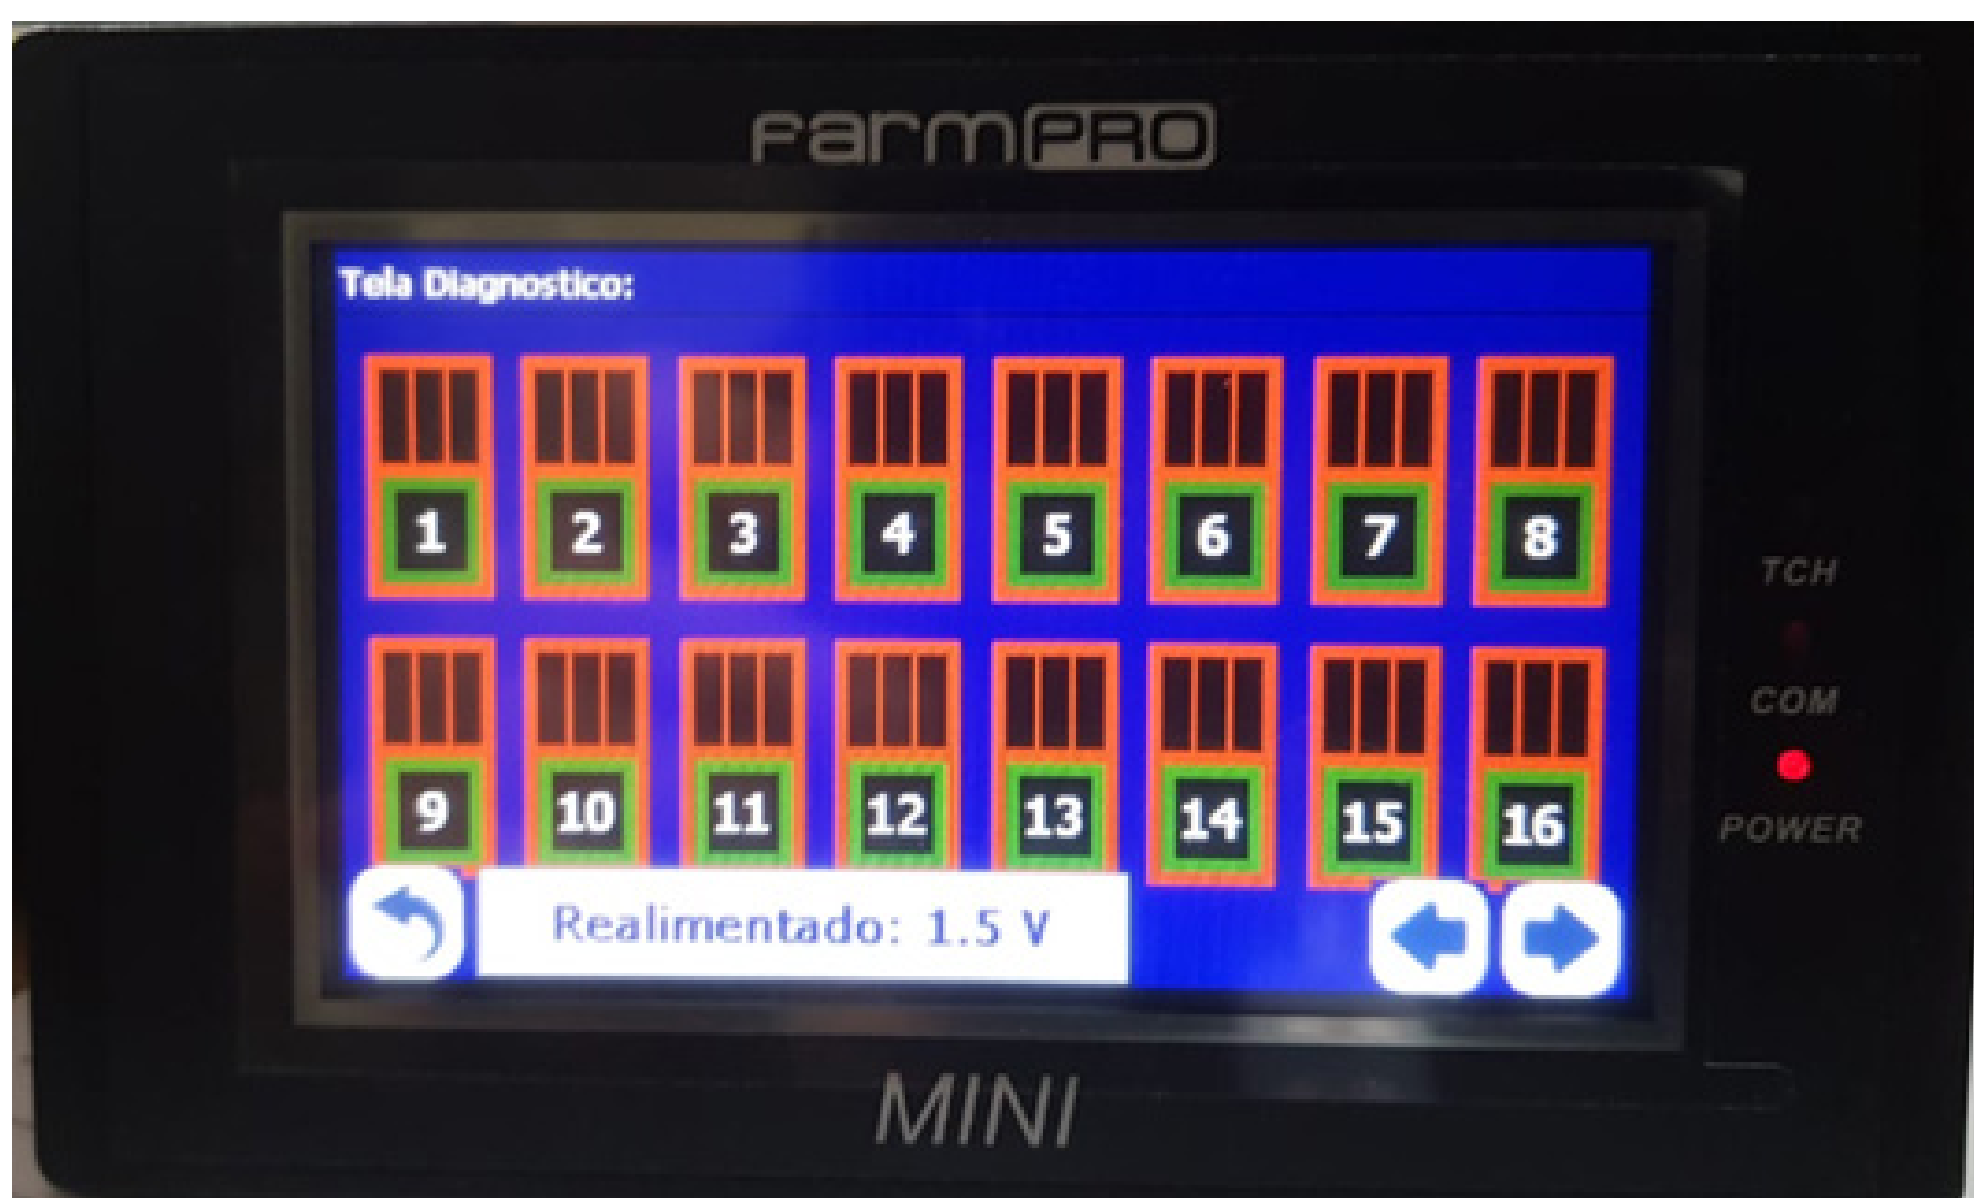 farmPRO
Tela Diagnostico:
1 2 3 4 5 6 7 8
9 10 11 12 13 14 15 16
Realimentado: 1.5 V
TCH
COM
POWER
MINI